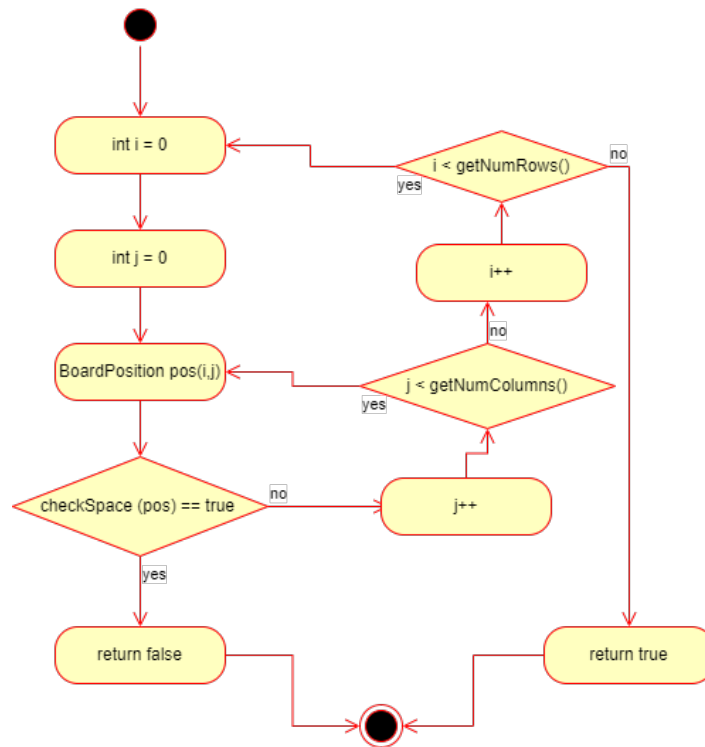 int i = 0
i < getNumRows()
no
yes
int j = 0
i++
no
BoardPosition pos(i,j)
j < getNumColumns()
yes
checkSpace (pos) == true
no
j++
yes
return false
return true